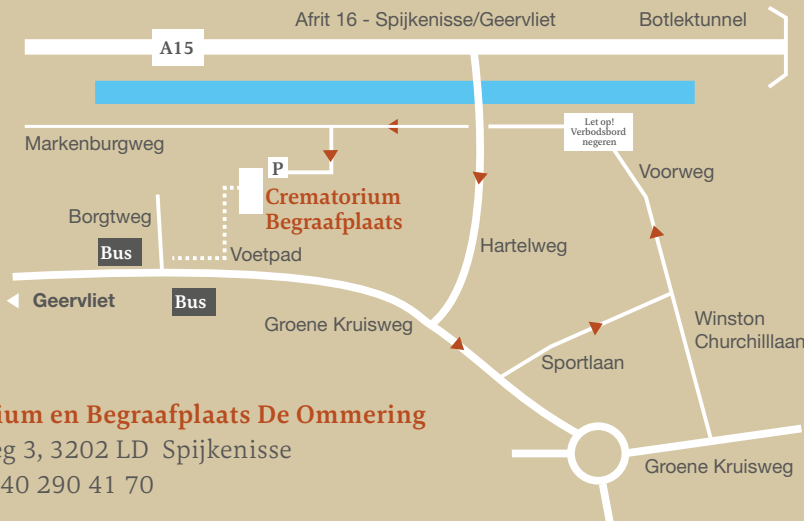 Afrit 16 - Spijkenisse/Geervliet
Botlektunnel
A15
Let op!
Verbodsbord
negeren
Markenburgweg
P
Voorweg
Crematorium
Begraafplaats
Borgtweg
Bus
Voetpad
Hartelweg
Geervliet
Bus
Groene Kruisweg
Winston
Churchilllaan
Sportlaan
ium en Begraafplaats De Ommering
eg 3, 3202 LD Spijkenisse
40 290 41 70
Groene Kruisweg